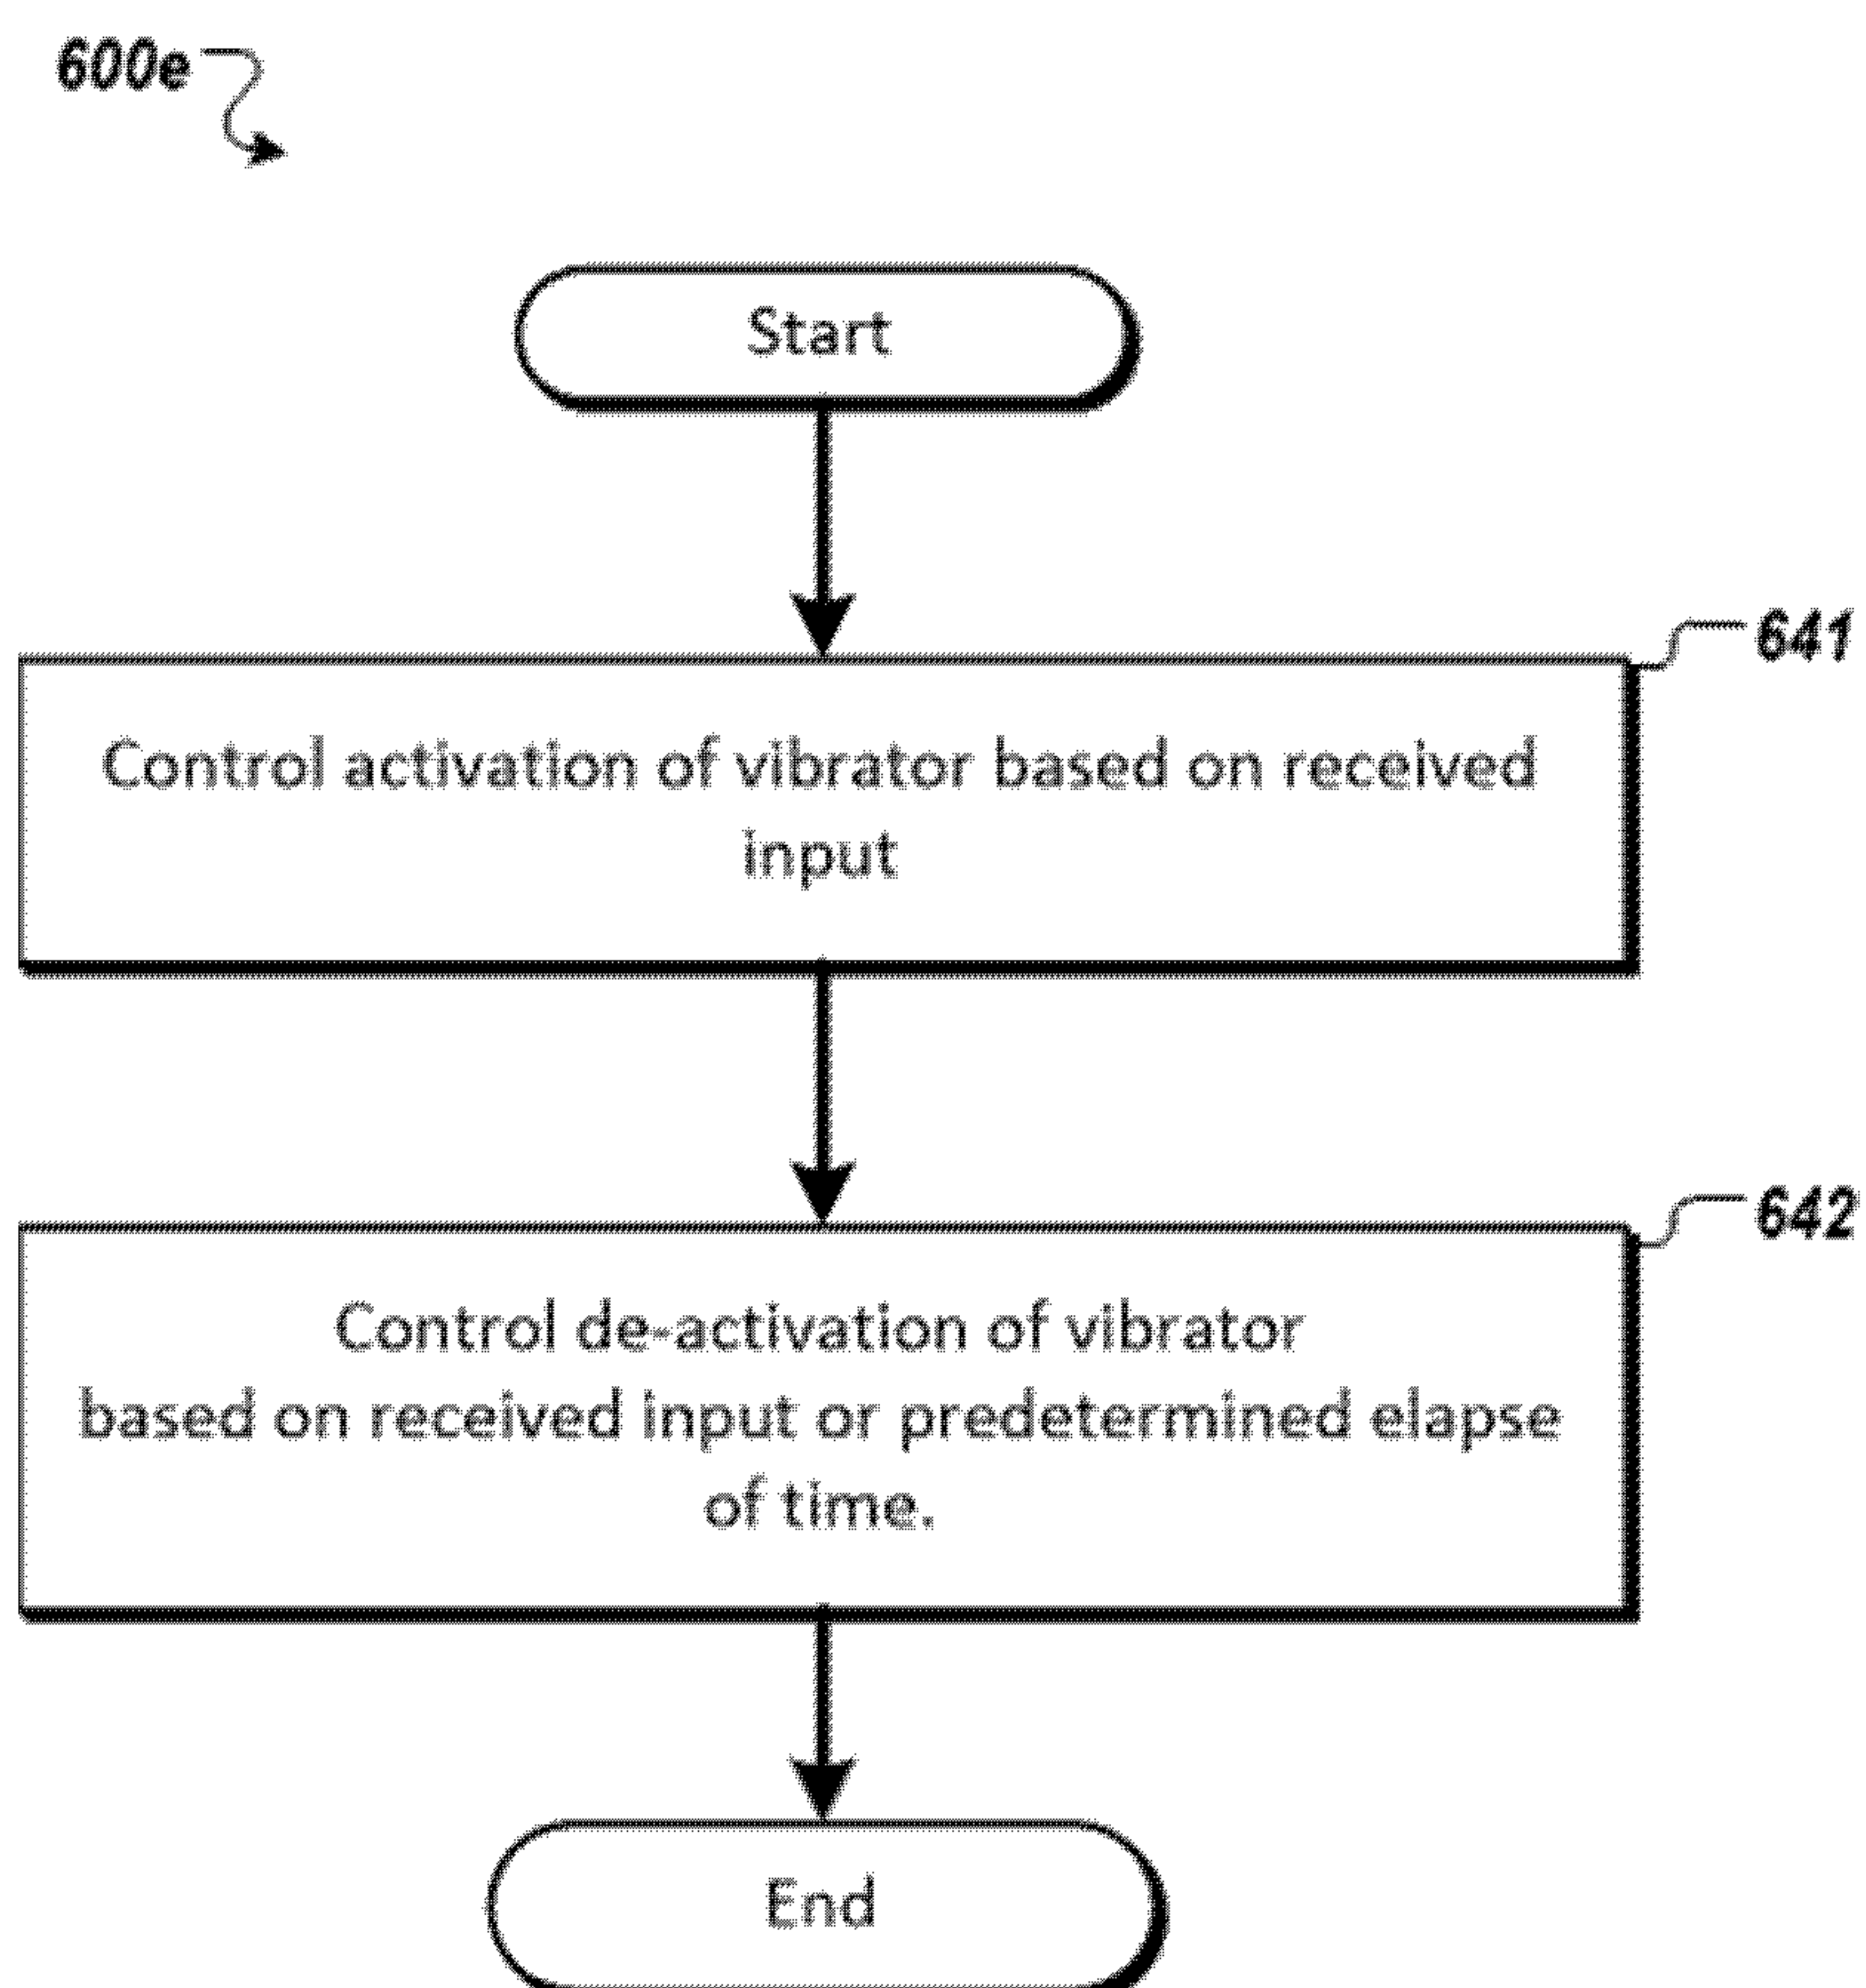 600e
Start
641
Control activation of vibrator based on received
input
642
Control de-activation of vibrator
based on received input or predetermined elapse
of time.
End